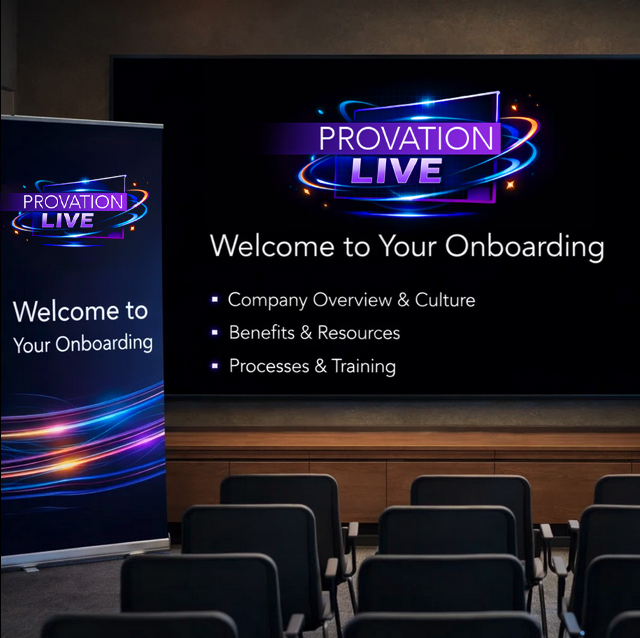 PROVATION
LIVE
Welcome to
Your Onboarding
PROVATION
LIVE
Welcome to Your Onboarding
▪ Company Overview & Culture
▪ Benefits & Resources
▪ Processes & Training